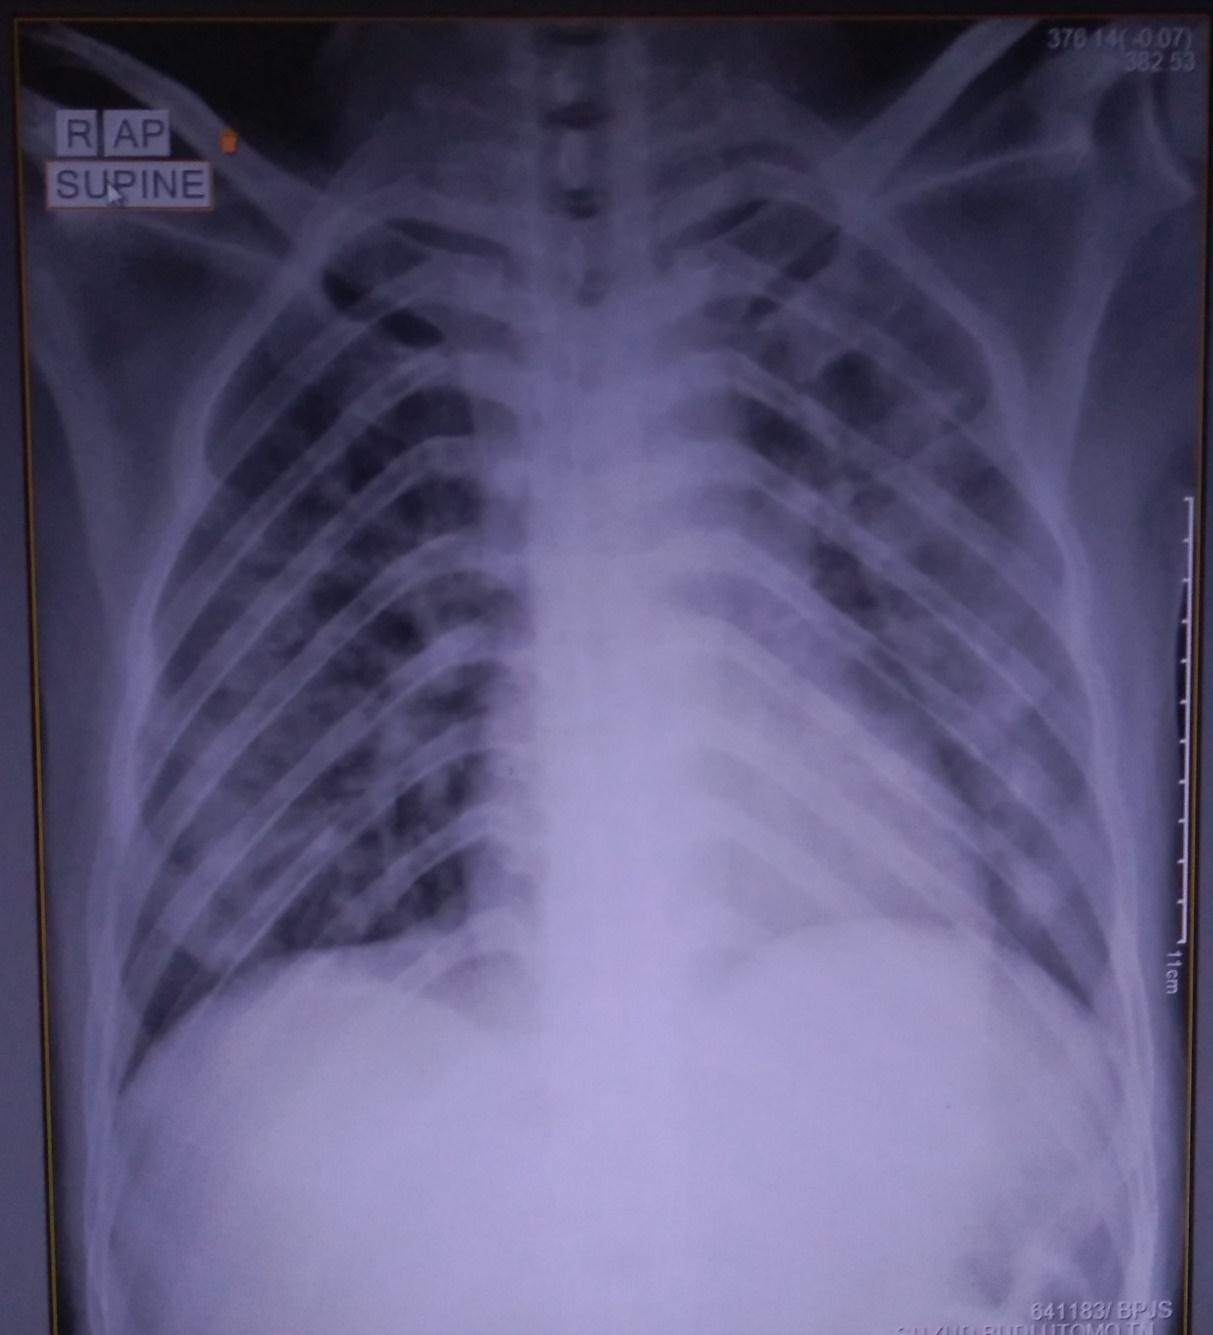 376 14( -0.07)
382 53
R AP
SUPINE
11cm
641183/ BPJS